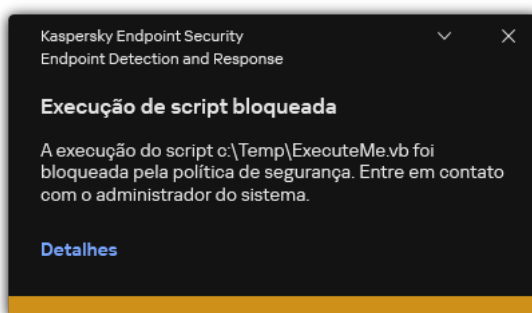 Kaspersky Endpoint Security
Endpoint Detection and Response
Execução de script bloqueada
A execução do script c:\Temp\ExecuteMe.vb foi
bloqueada pela política de segurança. Entre em contato
com o administrador do sistema.
Detalhes